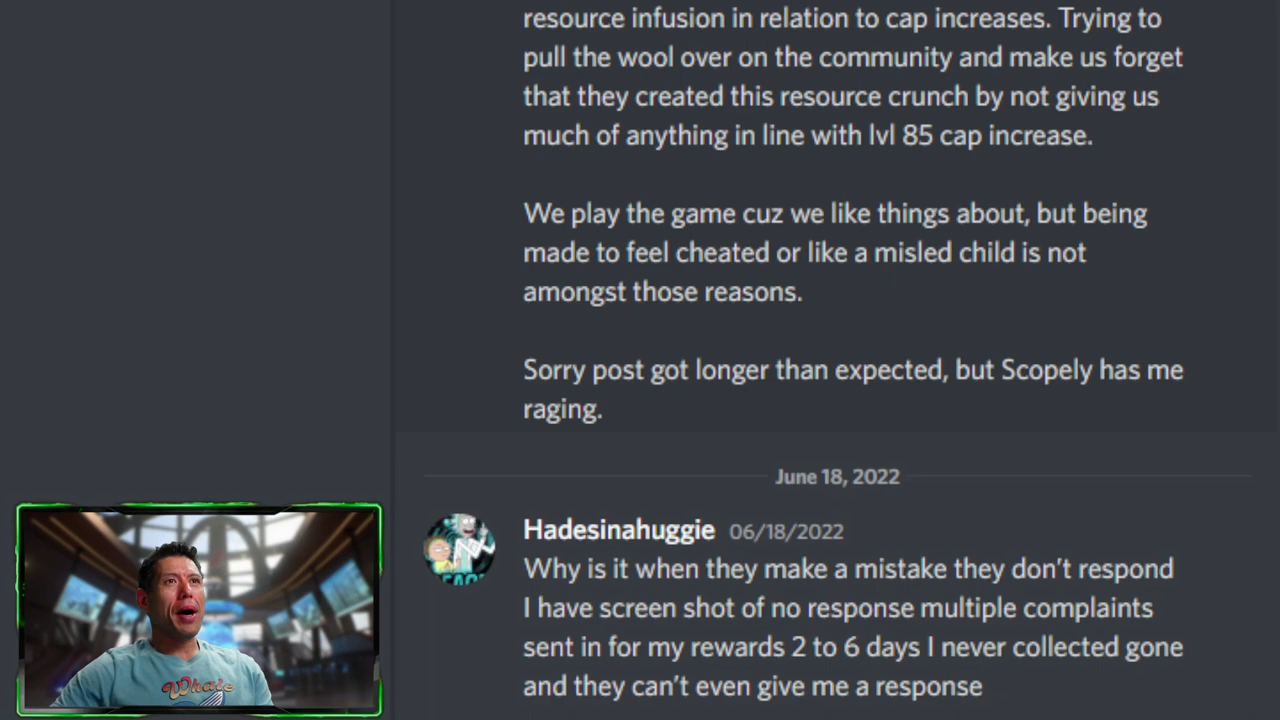 resource infusion in relation to cap increases. Trying to
pull the wool over on the community and make us forget
that they created this resource crunch by not giving us
much of anything in line with lvl 85 cap increase.
We play the game cuz we like things about, but being
made to feel cheated or like a misled child is not
amongst those reasons.
Sorry post got longer than expected, but Scopely has me
raging.
June 18, 2022
Hadesinahuggie 06/18/2022
Why is it when they make a mistake they don’t respond
I have screen shot of no response multiple complaints
sent in for my rewards 2 to 6 days I never collected gone
and they can’t even give me a response
Whale